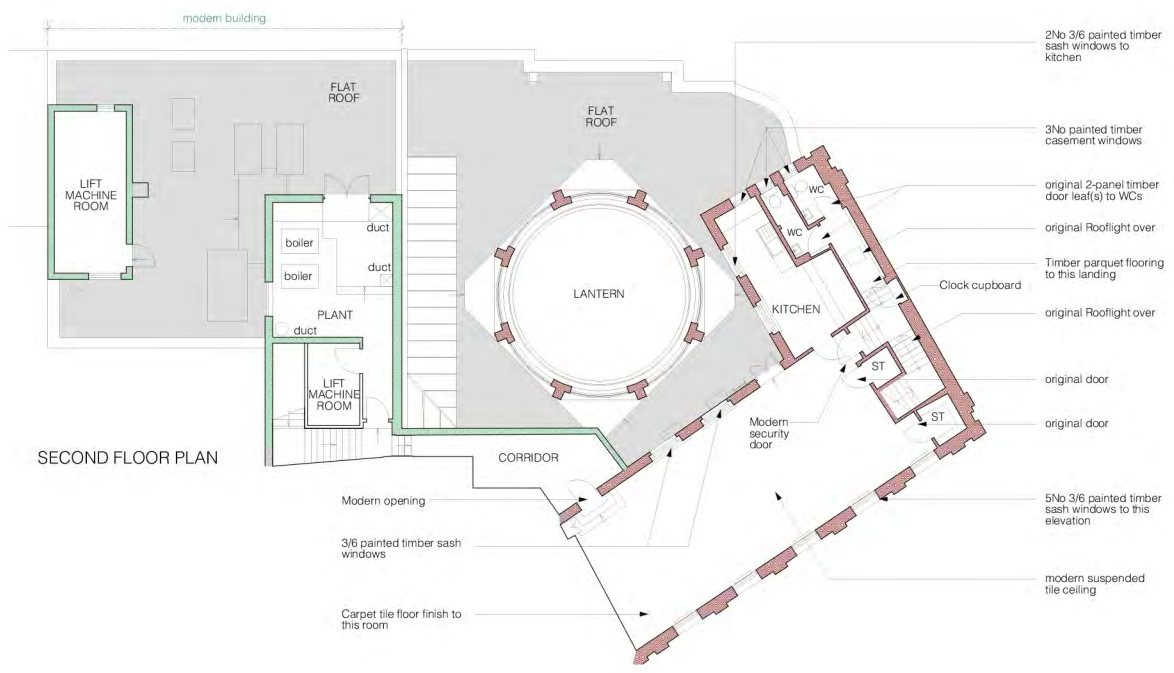 modern building
2No 3/6 painted timber
sash windows to
kitchen
FLAT
ROOF
FLAT
ROOF
3No painted timber
casement windows
LIFT
MACHINE
ROOM
WC
original 2-panel timber
door leaf(s) to WCs
duct
WC
original Rooflight over
boiler
duct
boiler
Timber parquet flooring
to this landing
Clock cupboard
LANTERN
KITCHEN
PLANT
duct
original Rooflight over
ST
LIFT
MACHINE
ROOM
original door
ST
Modern
security
door
original door
SECOND FLOOR PLAN
CORRIDOR
Modern opening
5No 3/6 painted timber
sash windows to this
elevation
3/6 painted timber sash
windows
modern suspended
tile ceiling
Carpet tile floor finish to
this room